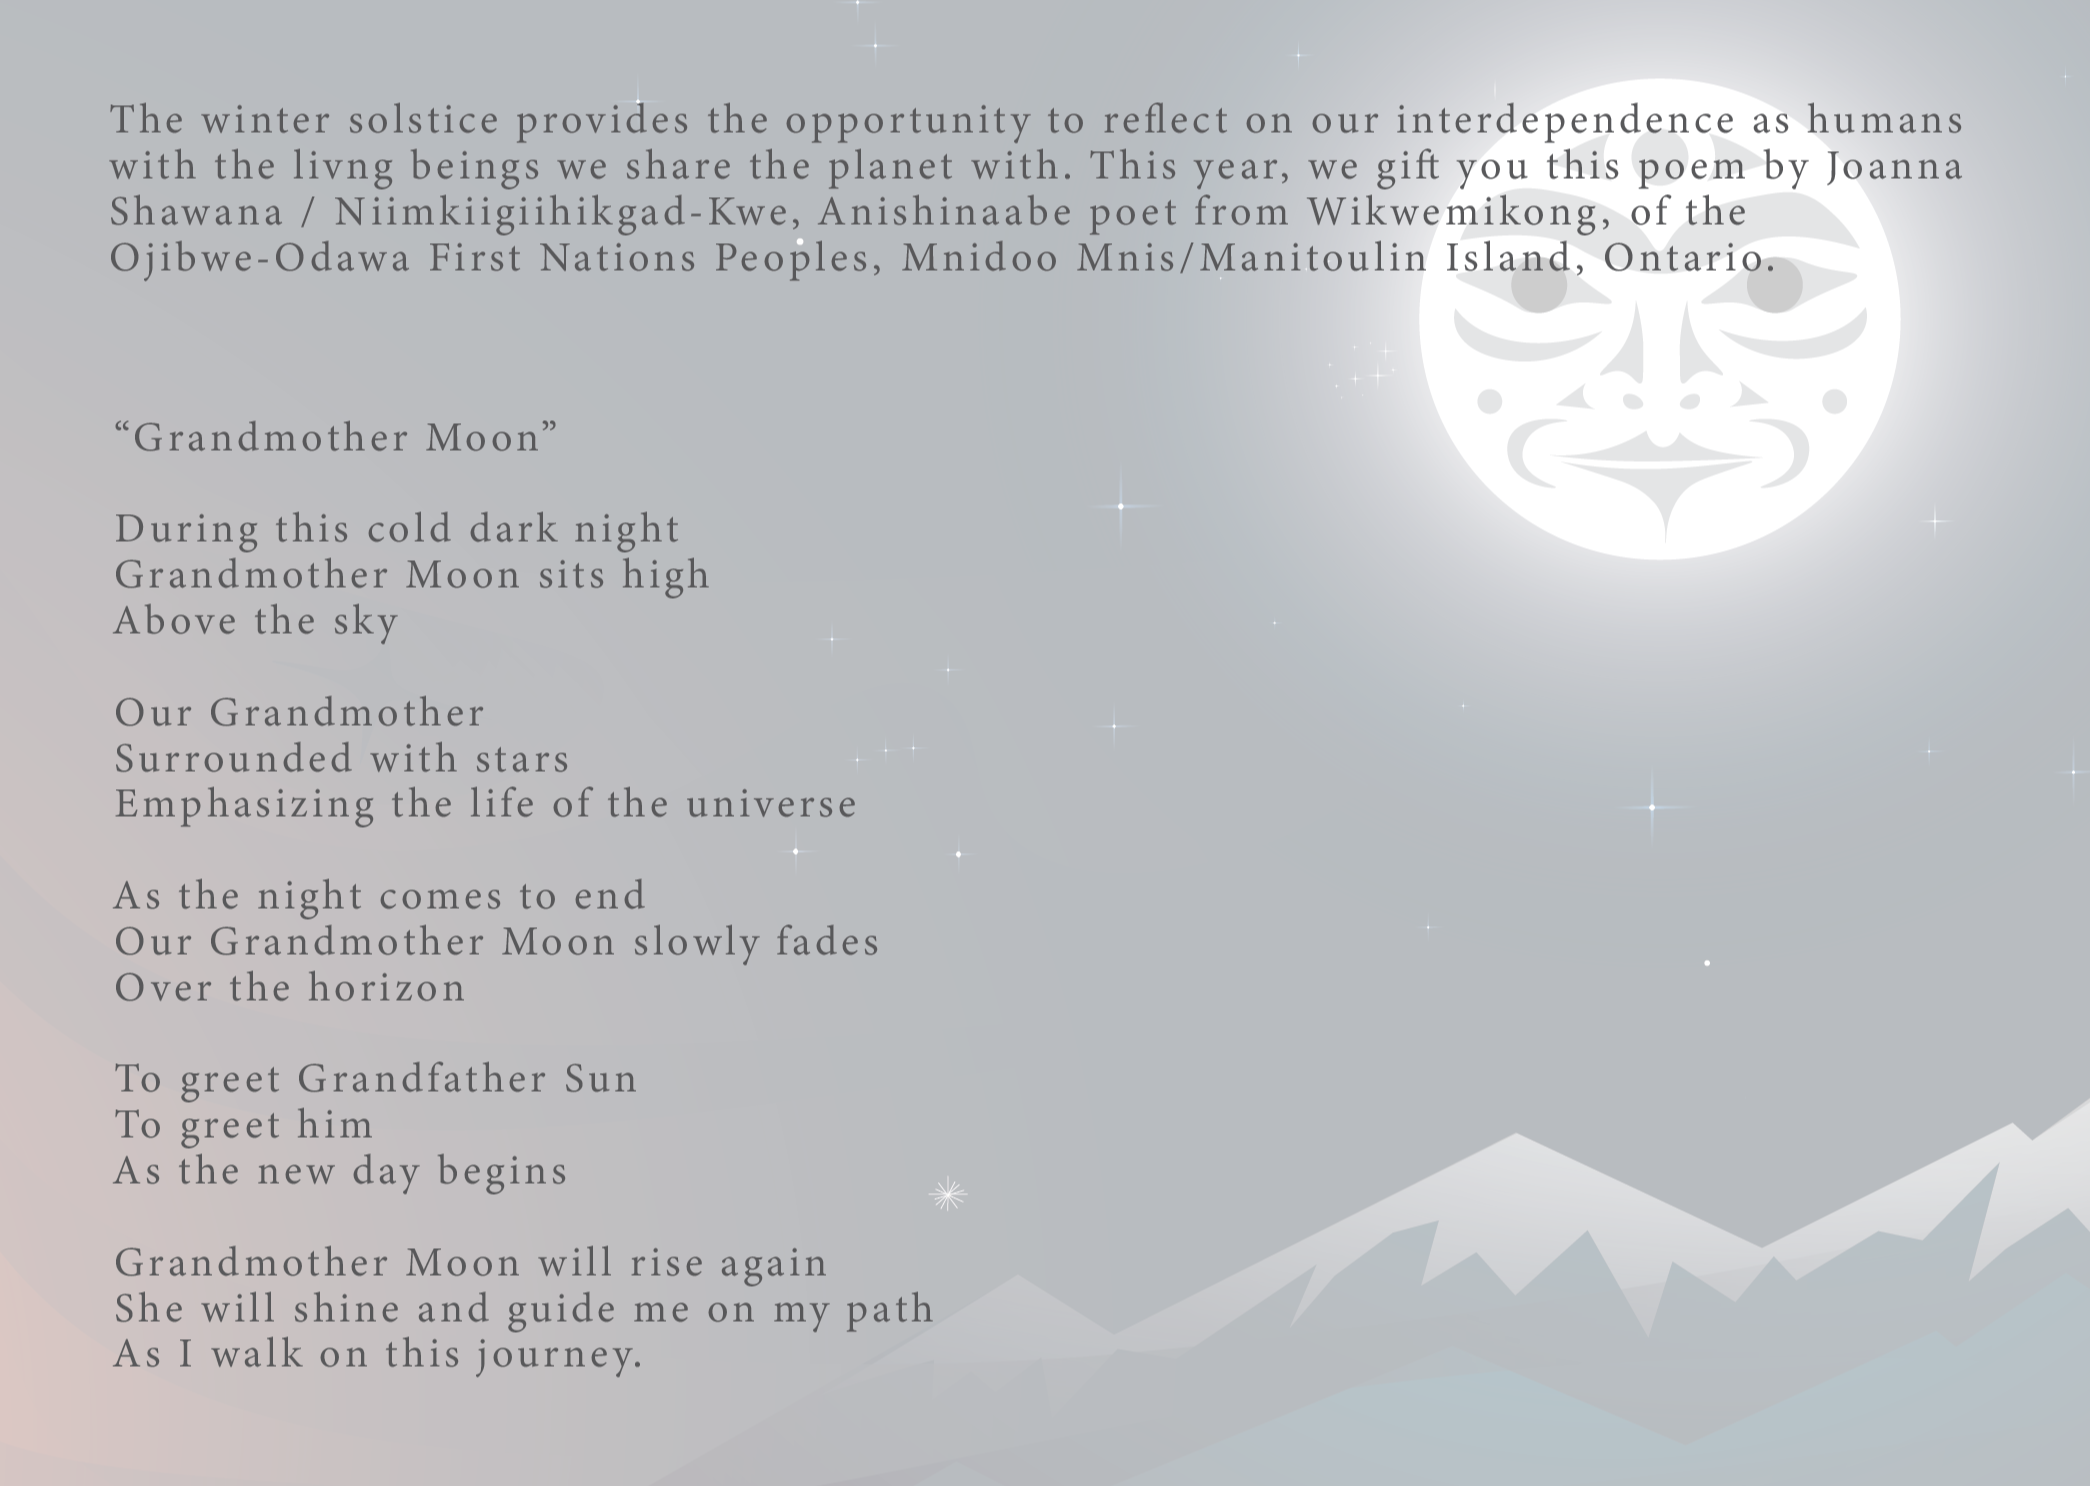 The winter solstice provides the opportunity to reflect on our interdependence as humans
with the livng beings we share the planet with. This year, we gift you this poem by Joanna
Shawana / Niimkiigiihikgad-Kwe, Anishinaabe poet from Wikwemikong, of the
Ojibwe-Odawa First Nations Peoples, Mnidoo Mnis/Manitoulin Island, Ontario.
“Grandmother Moon”
During this cold dark night
Grandmother Moon sits high
Above the sky
Our Grandmother
Surrounded with stars
Emphasizing the life of the universe
As the night comes to end
Our Grandmother Moon slowly fades
Over the horizon
To greet Grandfather Sun
To greet him
As the new day begins
Grandmother Moon will rise again
She will shine and guide me on my path
As I walk on this journey.